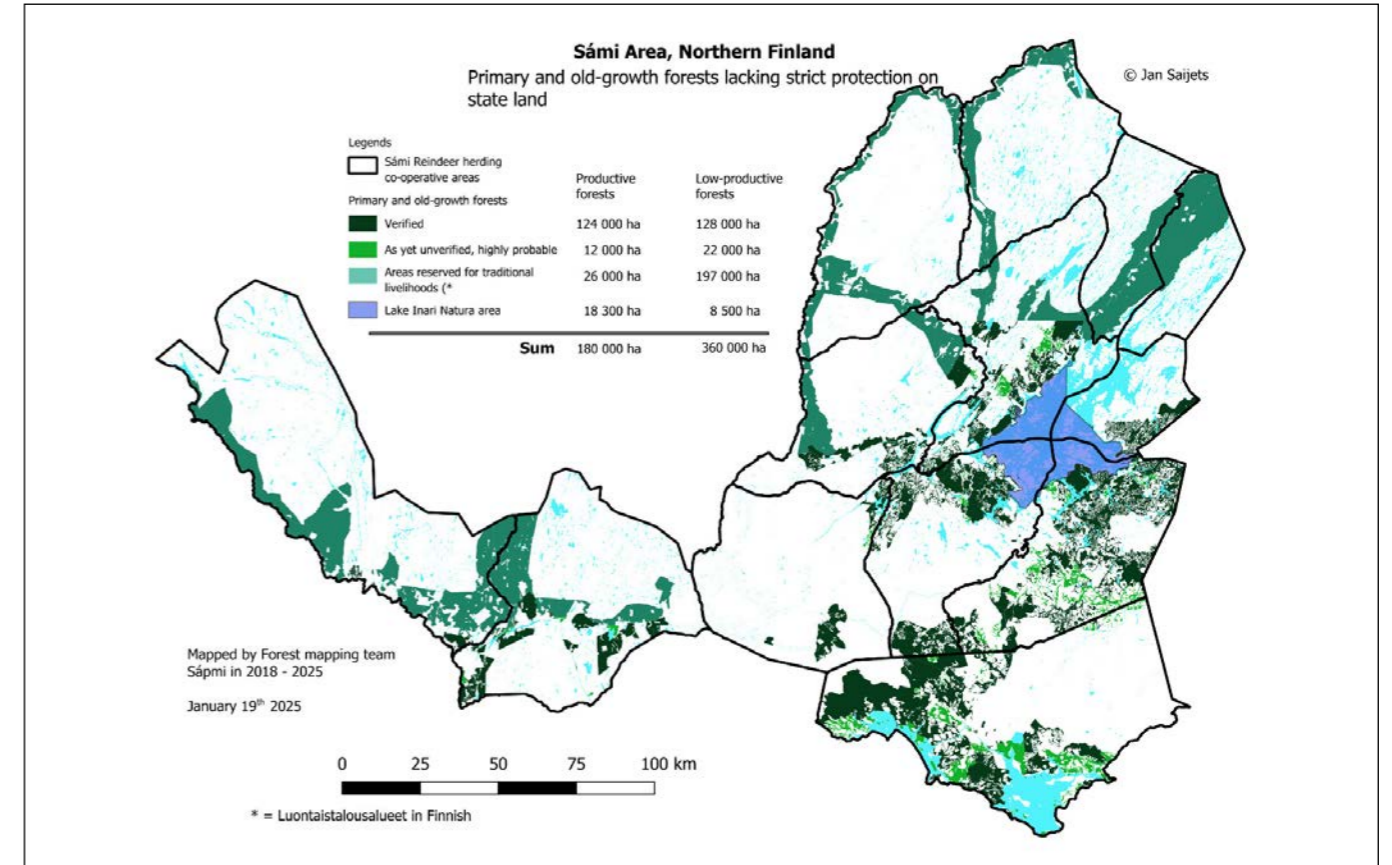 Sámi Area, Northern Finland
Primary and old-growth forests lacking strict protection on
state land
© Jan Saijets
Legends
Sámi Reindeer herding
co-operative areas
Productive
forests
Low-productive
forests
Primary and old-growth forests
Verified 124 000 ha 128 000 ha
As yet unverified, highly probable 12 000 ha 22 000 ha
Areas reserved for traditional
livelihoods (* 26 000 ha 197 000 ha
Lake Inari Natura area 18 300 ha 8 500 ha
Sum 180 000 ha 360 000 ha
Mapped by Forest mapping team
Sápmi in 2018 - 2025
January 19th 2025
0 25 50 75 100 km
* = Luontaistalousalueet in Finnish